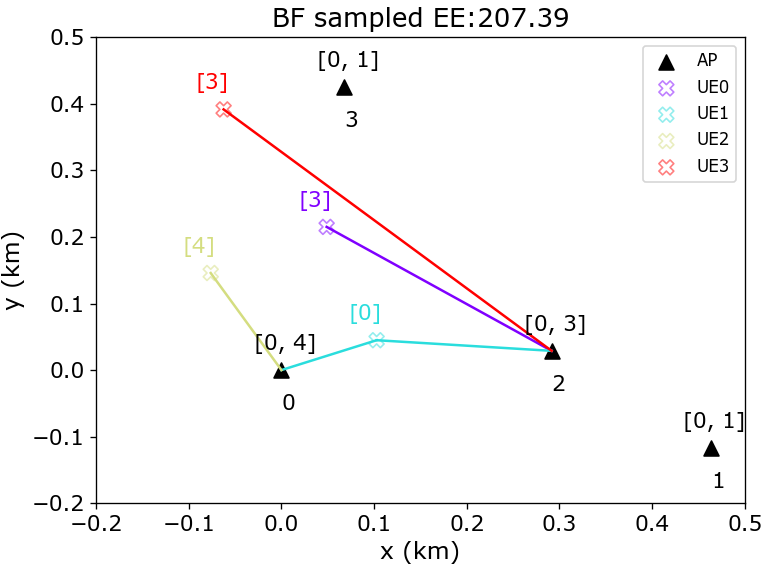 BF sampled EE:207.39
0.5
0.4
0.3
0.2
0.1
0.0
−0.1
−0.2
y (km)
[0, 1]
3
[3]
[3]
[4]
[0]
[0, 4]
0
[0, 3]
2
[0, 1]
1
AP
UE0
UE1
UE2
UE3
−0.2 −0.1 0.0 0.1 0.2 0.3 0.4 0.5
x (km)